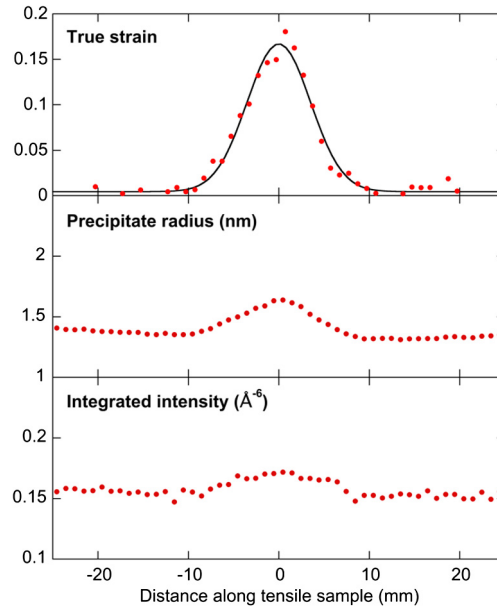 0.2
True strain
0.15
0.1
0.05
0
Precipitate radius (nm)
2
1.5
1
Integrated intensity (Å⁻⁶)
0.2
0.15
0.1
-20 -10 0 10 20
Distance along tensile sample (mm)